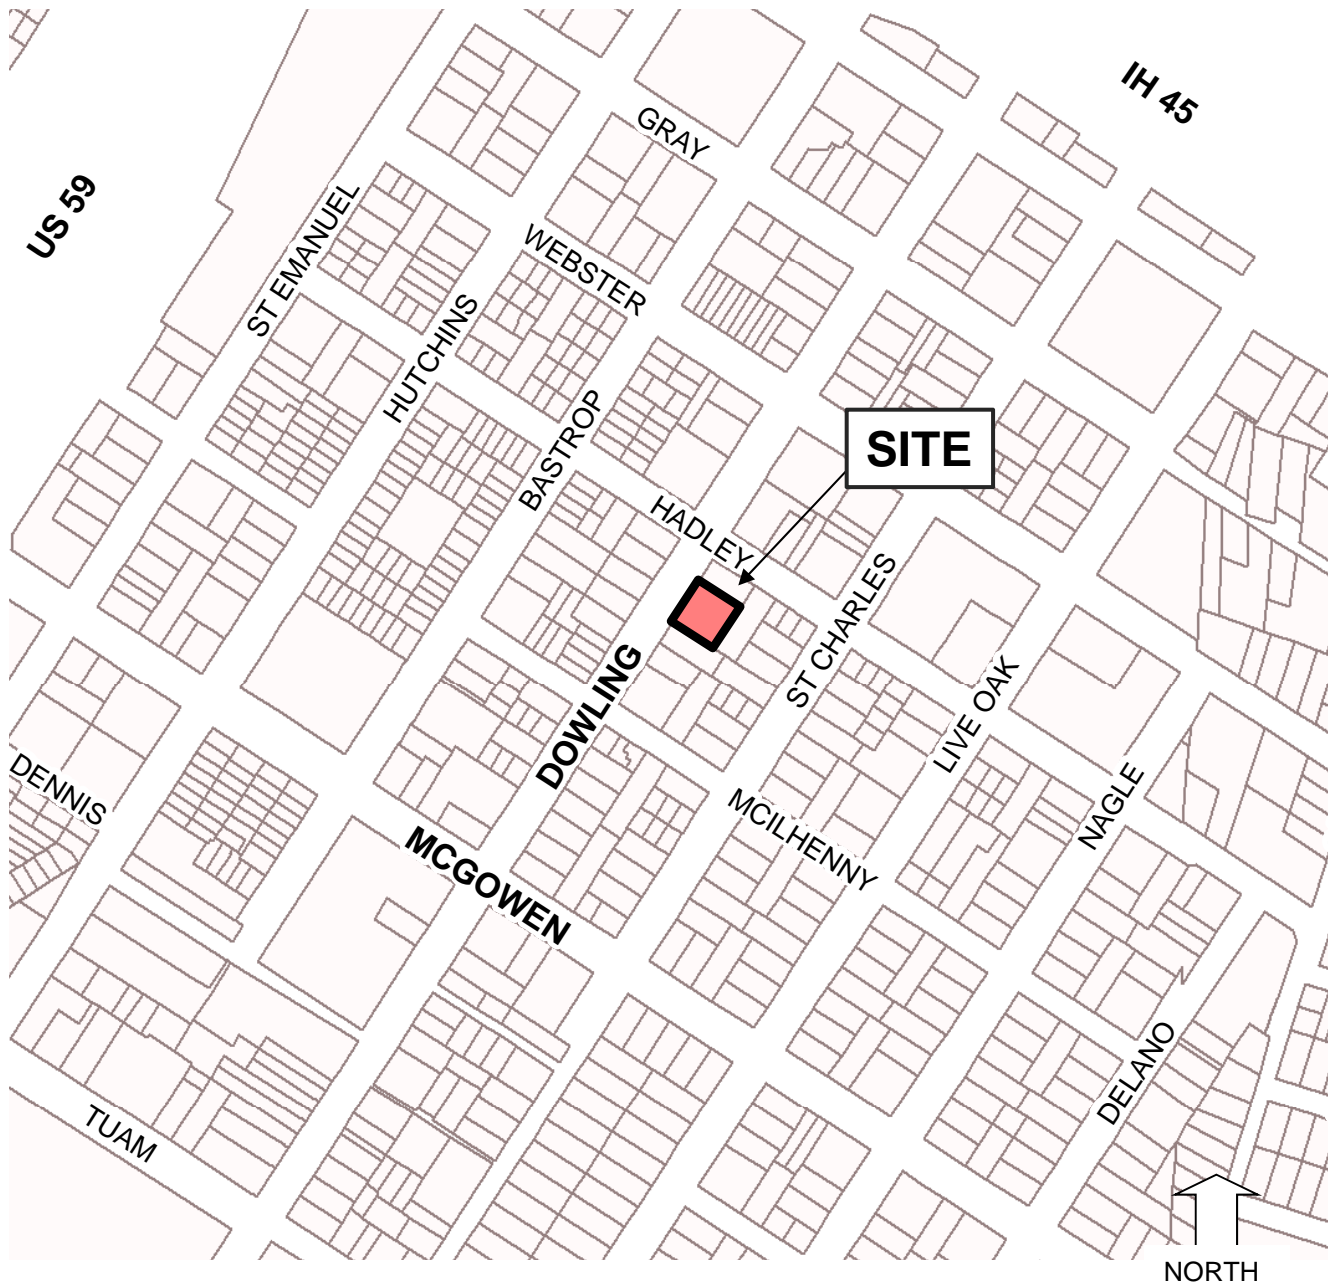 IH 45
GRAY
US 59
ST EMANUEL
WEBSTER
HUTCHINS
BASTROP
SITE
HADLEY
ST CHARLES
DOWLING
LIVE OAK
DENNIS
NAGLE
MCILHENNY
MCGOWEN
DELANO
TUAM
NORTH